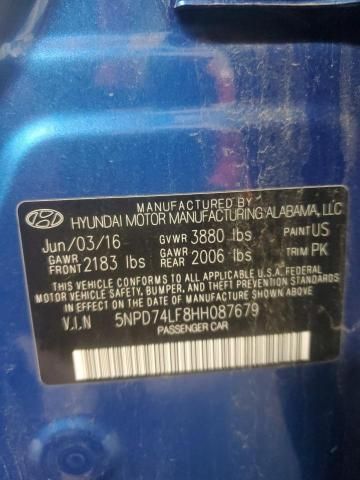 MANUFACTURED BY
HYUNDAI MOTOR MANUFACTURING ALABAMA, LLC
Jun/03/16 GVWR 3880 lbs PAINT US
GAWR FRONT 2183 lbs GAWR REAR 2006 lbs TRIM PK
THIS VEHICLE CONFORMS TO ALL APPLICABLE FEDERAL
MOTOR VEHICLE SAFETY, BUMPER, AND THEFT PREVENTION
STANDARDS IN EFFECT ON THE DATE OF MANUFACTURE
SHOWN ABOVE.
V.I.N 5NPD74LF8HH087679
PASSENGER CAR